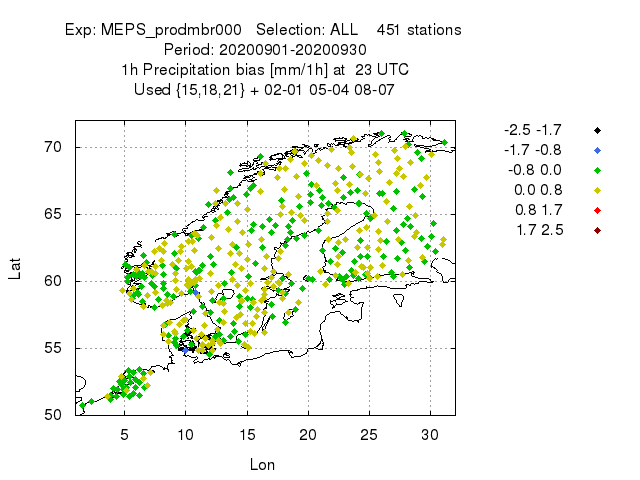 Exp: MEPS_prodmbr000 Selection: ALL 451 stations
Period: 20200901-20200930
1h Precipitation bias [mm/1h] at 23 UTC
Used {15,18,21} + 02-01 05-04 08-07
-2.5 -1.7
-1.7 -0.8
-0.8 0.0
0.0 0.8
0.8 1.7
1.7 2.5
70
65
60
55
50
Lat
5 10 15 20 25 30
Lon